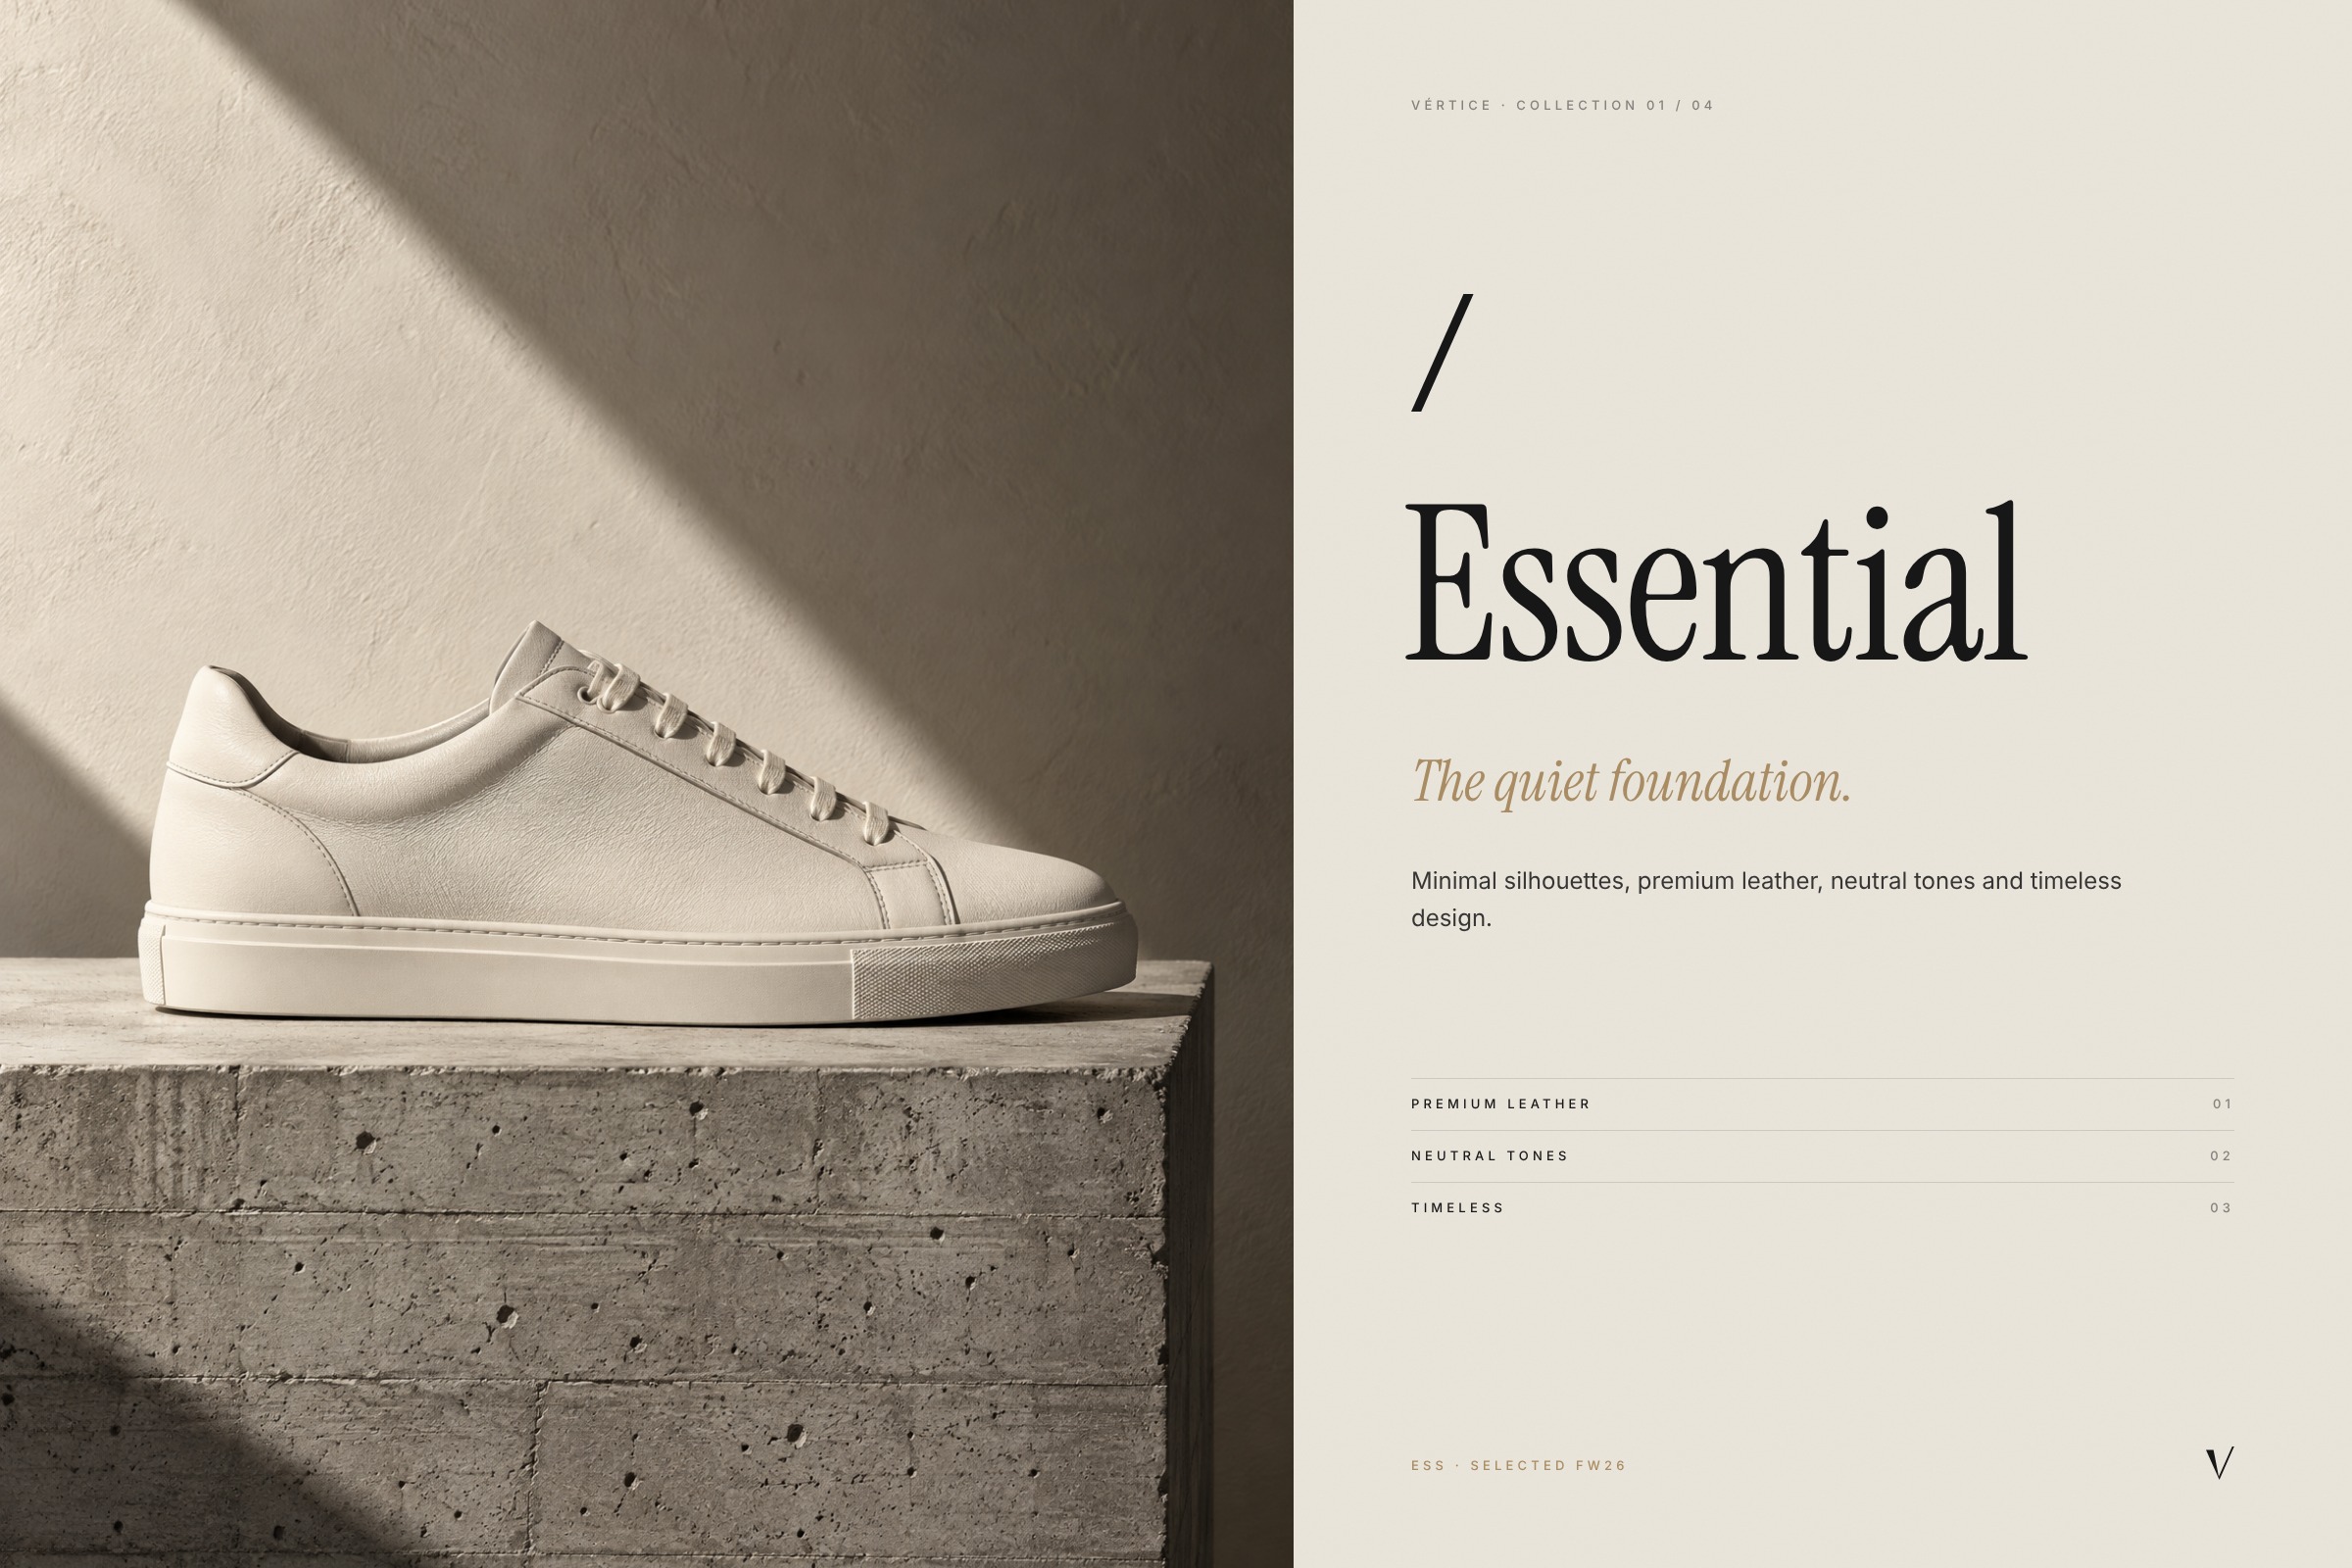 VÉRTICE · COLLECTION 01 / 04
/
Essential
The quiet foundation.
Minimal silhouettes, premium leather, neutral tones and timeless
design.
PREMIUM LEATHER 01
NEUTRAL TONES 02
TIMELESS 03
ESS · SELECTED FW26
V